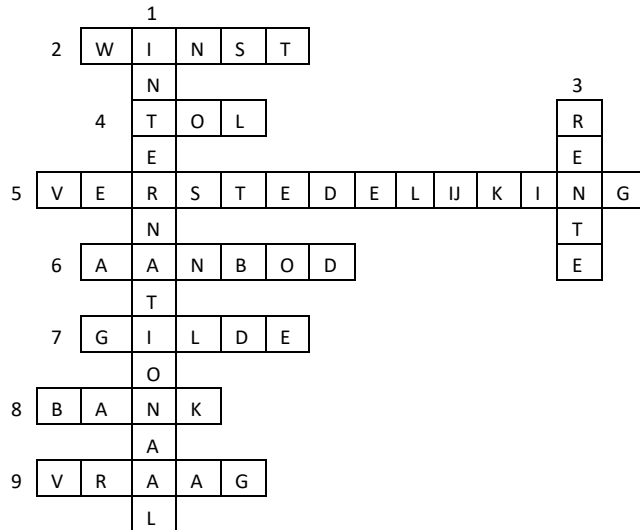 1
2 W I N S T
N 3
4 T O L R
E E
5 V E R S T E D E L IJ K I N G
N T
6 A A N B O D E
T
7 G I L D E
O
8 B A N K
A
9 V R A A G
L